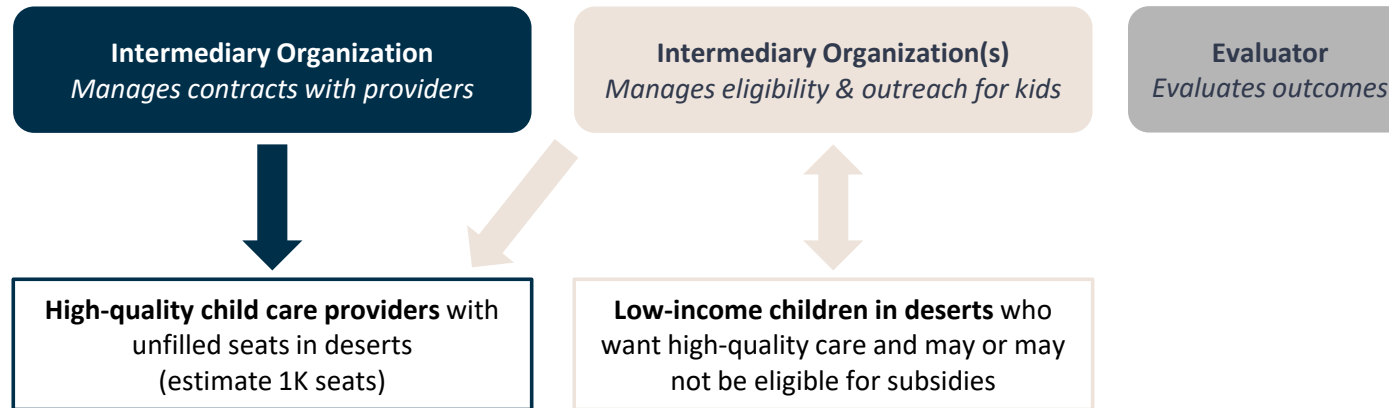 Intermediary Organization
Manages contracts with providers
Intermediary Organization(s)
Manages eligibility & outreach for kids
Evaluator
Evaluates outcomes
High-quality child care providers with
unfilled seats in deserts
(estimate 1K seats)
Low-income children in deserts who
want high-quality care and may or may
not be eligible for subsidies